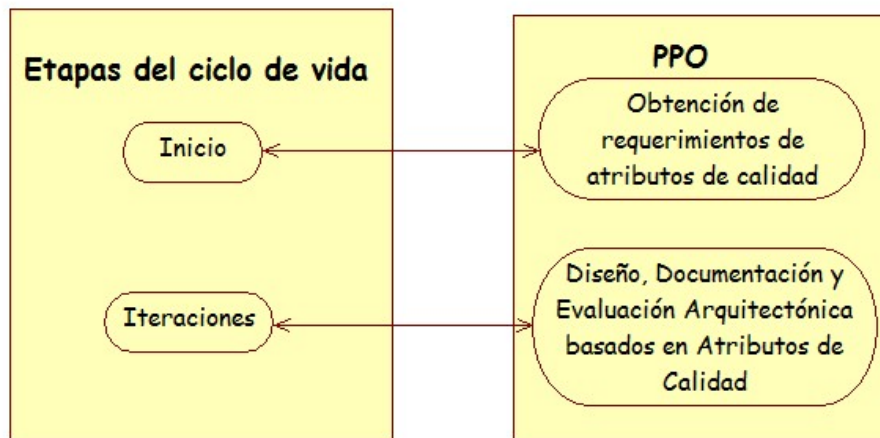 Etapas del ciclo de vida
Inicio
Iteraciones
PPO
Obtención de
requerimientos de
atributos de calidad
Diseño, Documentación y
Evaluación Arquitectónica
basados en Atributos de
Calidad